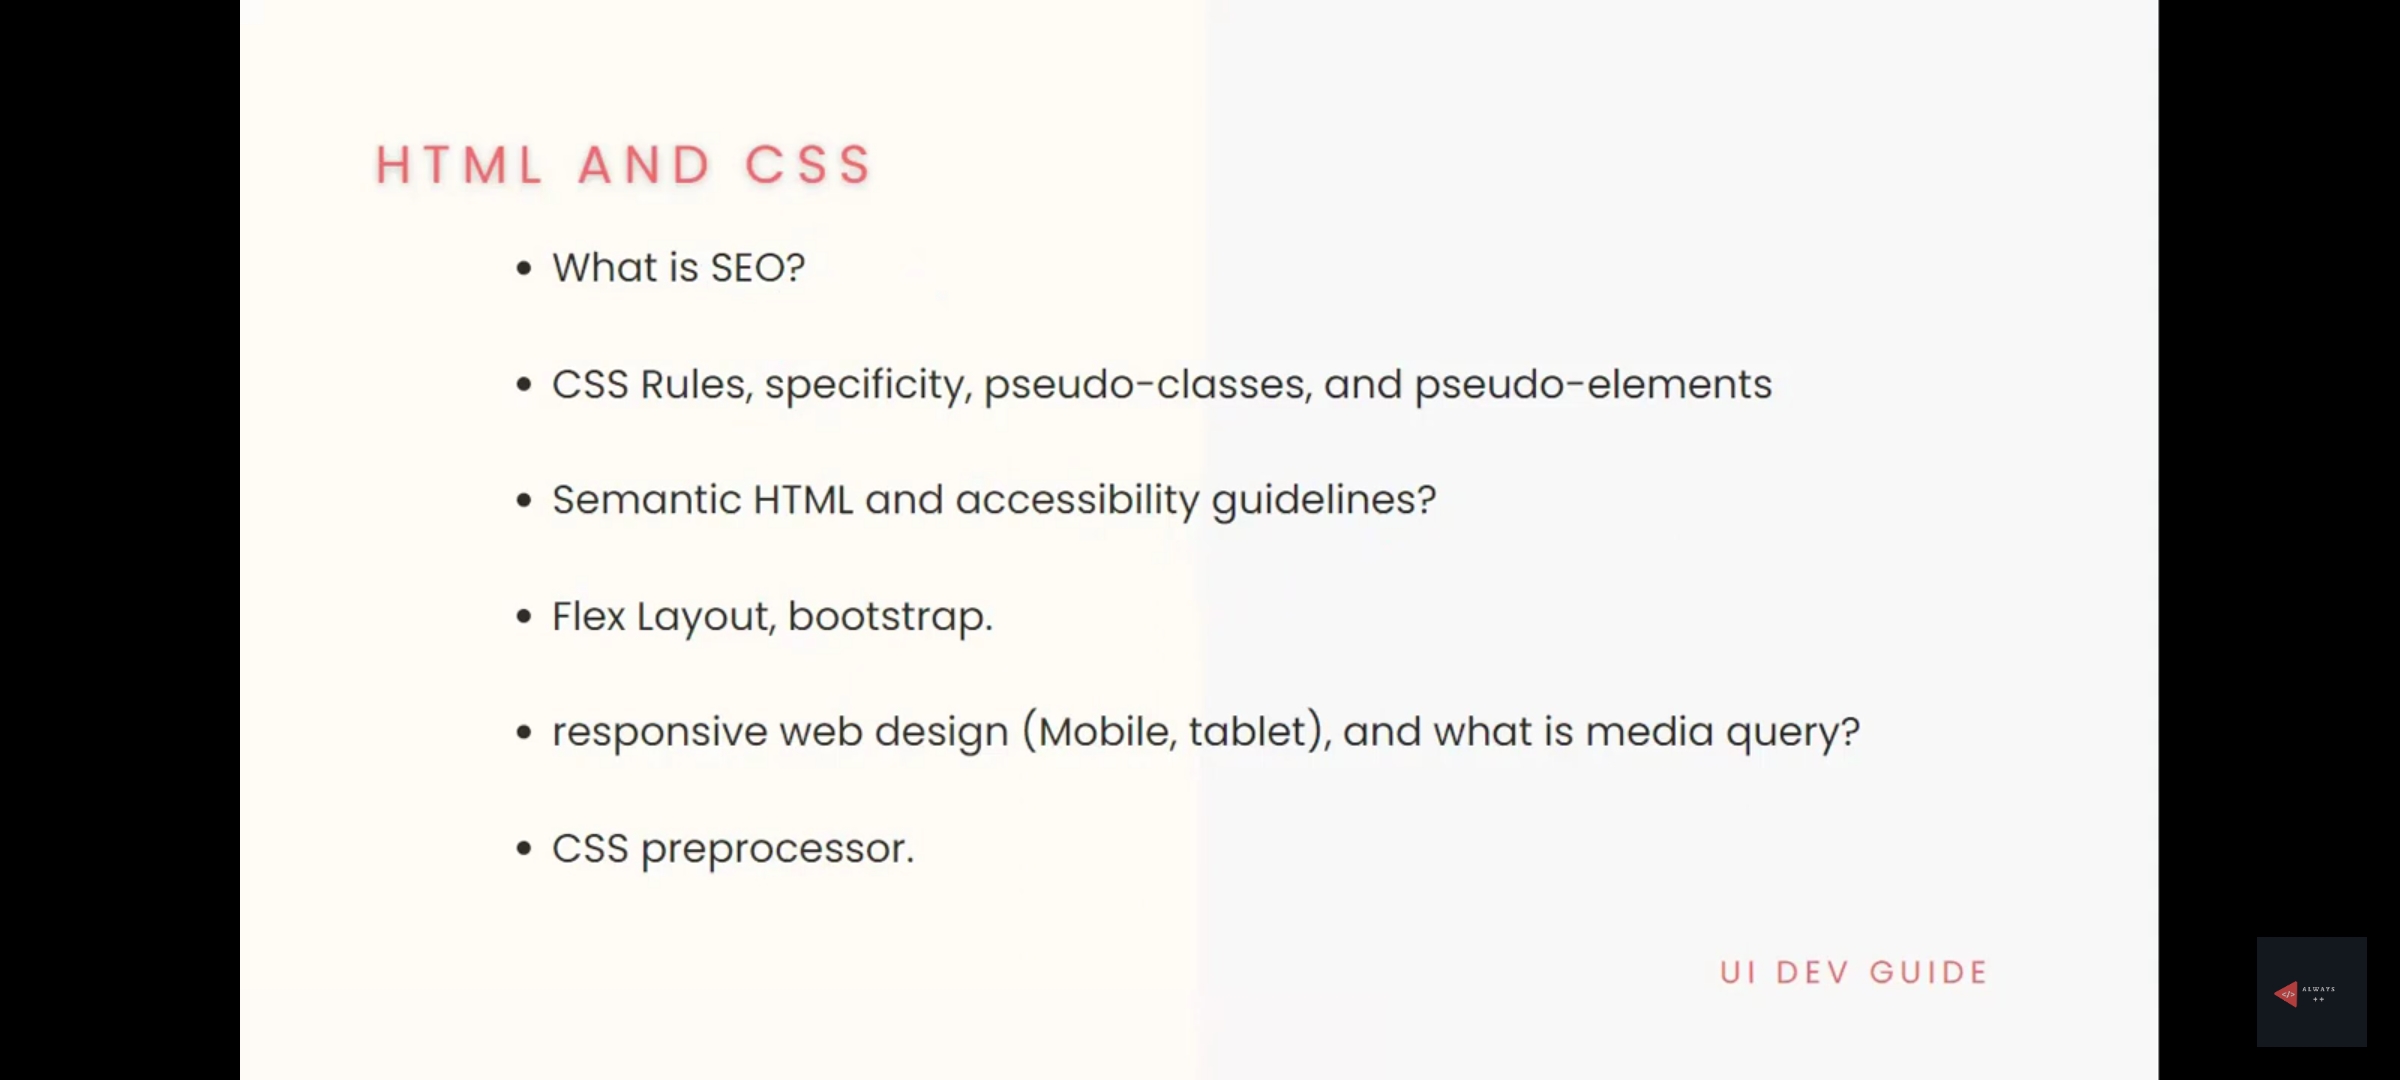 HTML AND CSS
• What is SEO?
• CSS Rules, specificity, pseudo-classes, and pseudo-elements
• Semantic HTML and accessibility guidelines?
• Flex Layout, bootstrap.
• responsive web design (Mobile, tablet), and what is media query?
• CSS preprocessor.
UI DEV GUIDE
</> ALWAYS
++